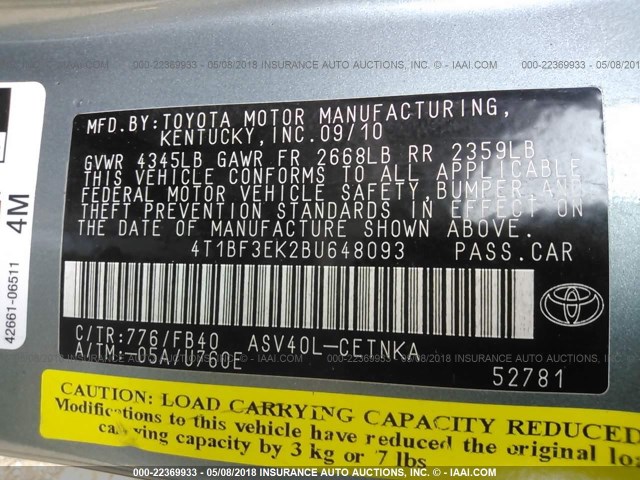 000-22369933 - 05/08/2018 INSURANCE AUTO AUCTIONS, INC. - IAAI.COM
MFD.BY:TOYOTA MOTOR MANUFACTURING,
KENTUCKY,INC.09/10
GVWR 4345LB GAWR FR 2668LB RR 2359LB
THIS VEHICLE CONFORMS TO ALL APPLICABLE
FEDERAL MOTOR VEHICLE SAFETY,BUMPER,AND
THEFT PREVENTION STANDARDS IN EFFECT ON
THE DATE OF MANUFACTURE SHOWN ABOVE.
4T1BF3EK2BU648093 PASS.CAR
C/TR:776/FB40 ASV40L-CETNKA
A/TM:-05A/U760E
52781
4M
42661-06511
CAUTION: LOAD CARRYING CAPACITY REDUCED
Modifications to this vehicle have reduced the original
carrying capacity by 3 kg or 7 lbs
000-22369933 - 05/08/2018 INSURANCE AUTO AUCTIONS, INC. - IAAI.COM